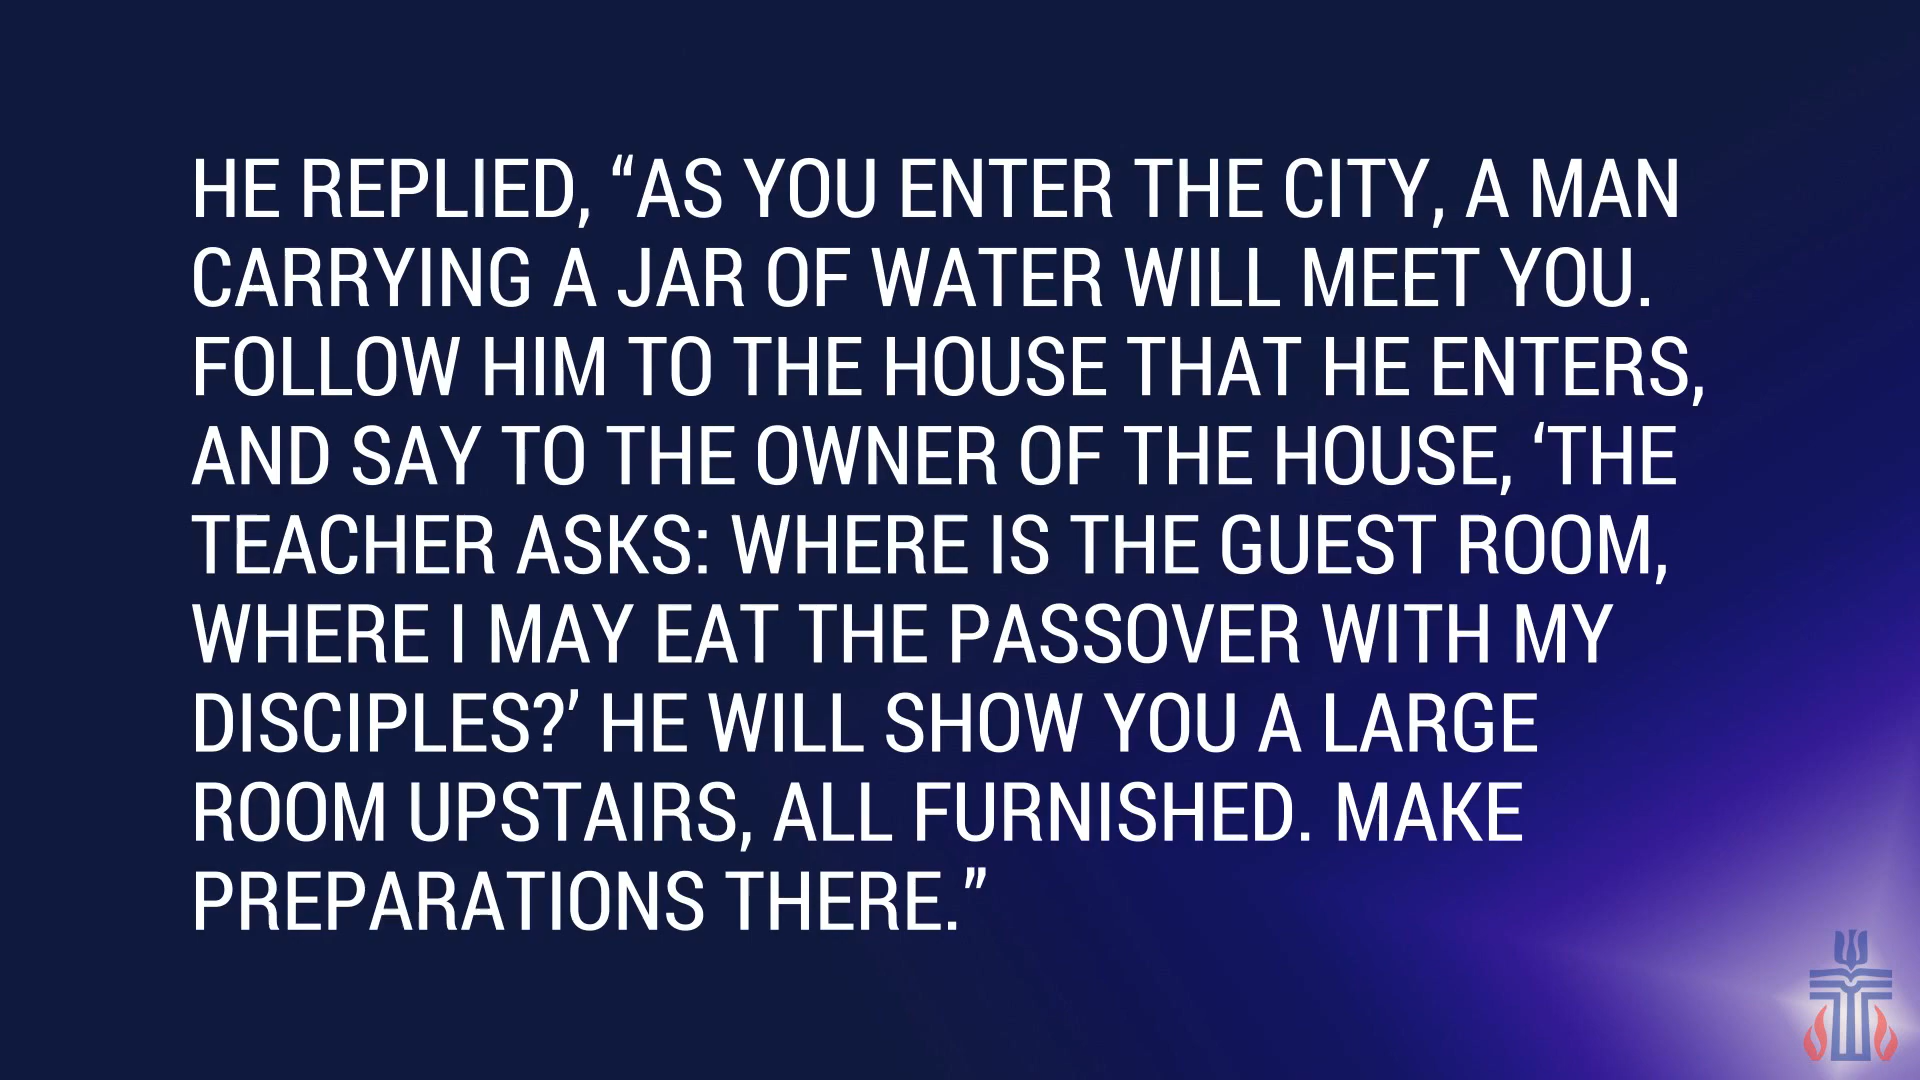 HE REPLIED, “AS YOU ENTER THE CITY, A MAN
CARRYING A JAR OF WATER WILL MEET YOU.
FOLLOW HIM TO THE HOUSE THAT HE ENTERS,
AND SAY TO THE OWNER OF THE HOUSE, ‘THE
TEACHER ASKS: WHERE IS THE GUEST ROOM,
WHERE I MAY EAT THE PASSOVER WITH MY
DISCIPLES?’ HE WILL SHOW YOU A LARGE
ROOM UPSTAIRS, ALL FURNISHED. MAKE
PREPARATIONS THERE.”